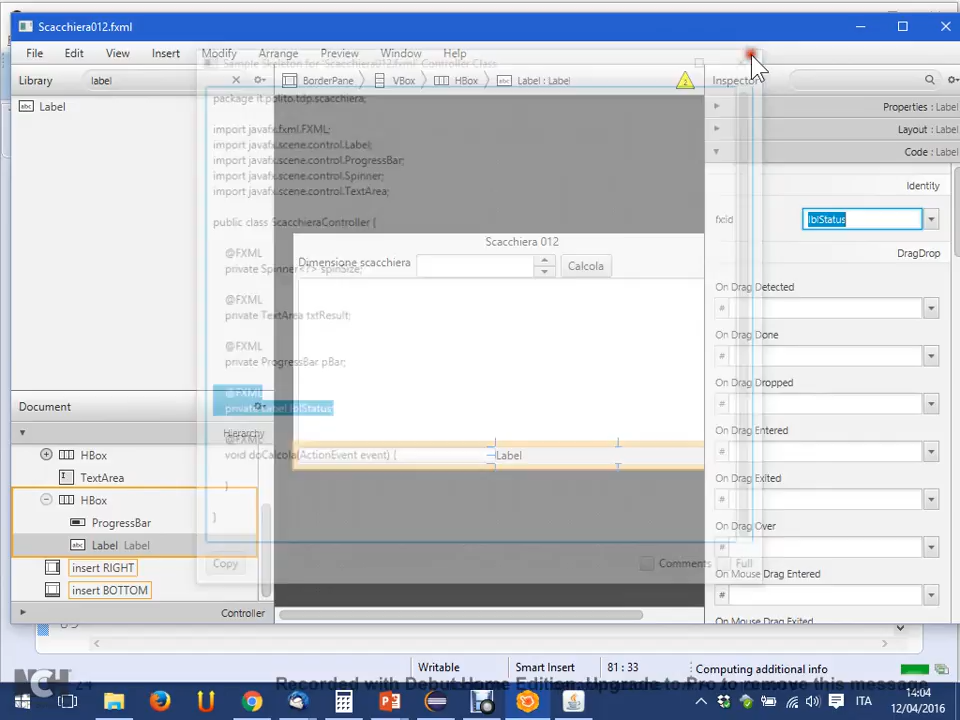 Scacchiera012.fxml
File Edit View Insert Modify Arrange Preview Window Help
Sample Skeleton for 'Scacchiera012.fxml' Controller Class
Library label
BorderPane VBox HBox Label : Label
Inspector
Label
Properties : Label
Layout : Label
Code : Label
package it.polito.tdp.scacchiera;
import javafx.fxml.FXML;
import javafx.scene.control.Label;
import javafx.scene.control.ProgressBar;
import javafx.scene.control.Spinner;
import javafx.scene.control.TextArea;
public class ScacchieraController {
@FXML
private Spinner<?> spinSize;
@FXML
private TextArea txtResult;
@FXML
private ProgressBar pBar;
@FXML
private Label lblStatus;
@FXML
void doCalcola(ActionEvent event) {
}
}
Copy
Comments
Full
Scacchiera 012
Dimensione scacchiera
Calcola
Label
Identity
fx:id lblStatus
DragDrop
On Drag Detected
#
On Drag Done
#
On Drag Dropped
#
On Drag Entered
#
On Drag Exited
#
On Drag Over
#
On Mouse Drag Entered
#
On Mouse Drag Exited
Document
Hierarchy
HBox
TextArea
HBox
ProgressBar
Label Label
insert RIGHT
insert BOTTOM
Controller
Writable
Smart Insert
81 : 33
Computing additional info
NCH
Recorded with Debut Home Edition. Upgrade to Pro to remove this message
ITA
14:04
12/04/2016